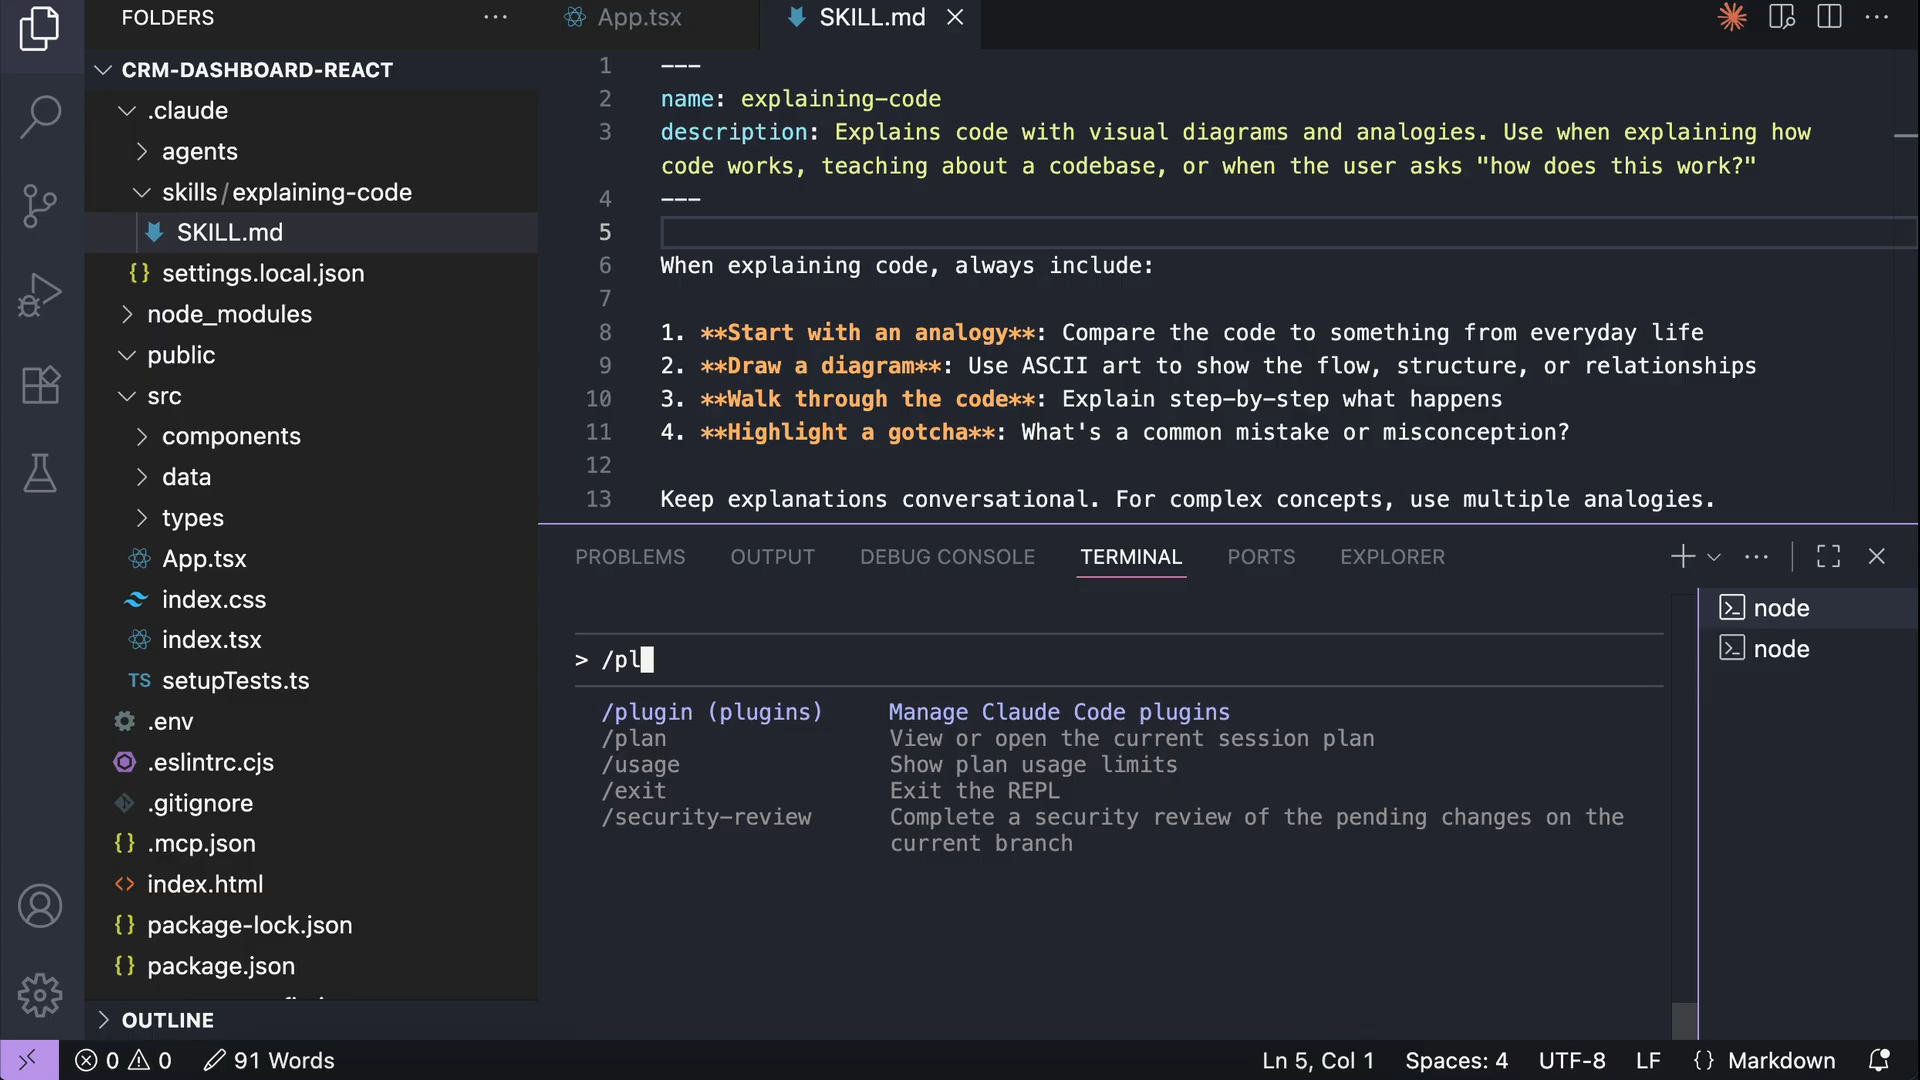 FOLDERS
CRM-DASHBOARD-REACT
.claude
agents
skills/explaining-code
SKILL.md
settings.local.json
node_modules
public
src
components
data
types
App.tsx
index.css
index.tsx
TS setupTests.ts
.env
.eslintrc.cjs
.gitignore
{} .mcp.json
<> index.html
{} package-lock.json
{} package.json
OUTLINE
App.tsx
SKILL.md
1 ---
2 name: explaining-code
3 description: Explains code with visual diagrams and analogies. Use when explaining how
code works, teaching about a codebase, or when the user asks "how does this work?"
4 ---
5
6 When explaining code, always include:
7
8 1. **Start with an analogy**: Compare the code to something from everyday life
9 2. **Draw a diagram**: Use ASCII art to show the flow, structure, or relationships
10 3. **Walk through the code**: Explain step-by-step what happens
11 4. **Highlight a gotcha**: What's a common mistake or misconception?
12
13 Keep explanations conversational. For complex concepts, use multiple analogies.
PROBLEMS OUTPUT DEBUG CONSOLE TERMINAL PORTS EXPLORER
> /pl
/plugin (plugins) Manage Claude Code plugins
/plan View or open the current session plan
/usage Show plan usage limits
/exit Exit the REPL
/security-review Complete a security review of the pending changes on the
current branch
node
node
0 0 91 Words Ln 5, Col 1 Spaces: 4 UTF-8 LF {} Markdown